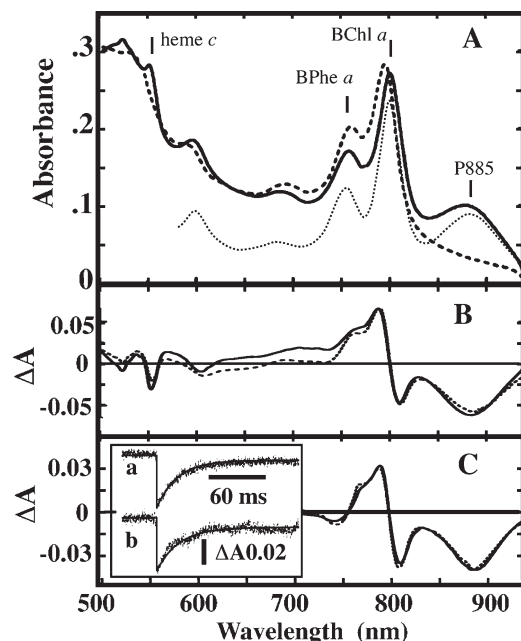 A
heme c
BChl a
BPhe a
P885
Absorbance
.3
.2
.1
0
B
ΔA
0.05
0
-0.05
C
ΔA
0.03
0
-0.03
a
60 ms
b
ΔA0.02
500 600 700 800 900
Wavelength (nm)